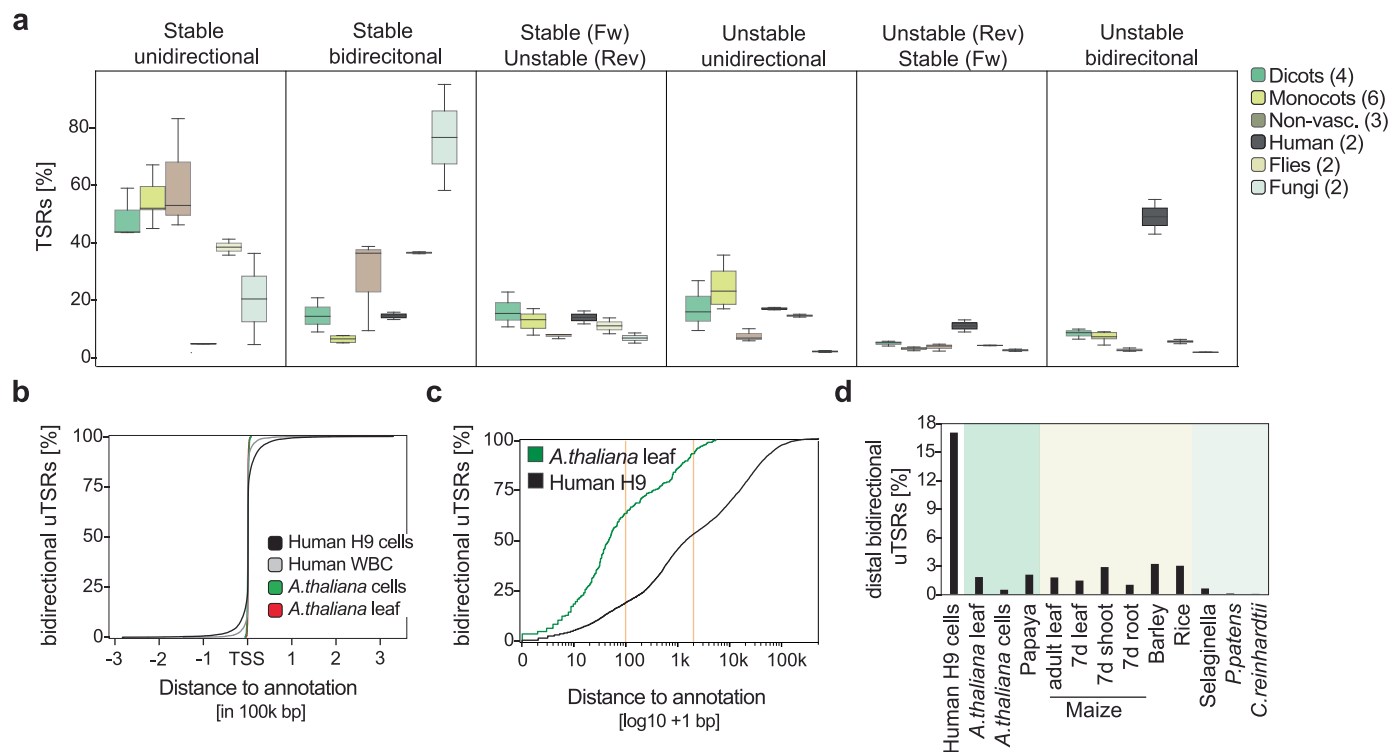 a
Stable
unidirectional
Stable
bidirecitonal
Stable (Fw)
Unstable (Rev)
Unstable
unidirectional
Unstable (Rev)
Stable (Fw)
Unstable
bidirectional
TSRs [%]
80
60
40
20
0
Dicots (4)
Monocots (6)
Non-vasc. (3)
Human (2)
Flies (2)
Fungi (2)
b
bidirectional uTSRs [%]
100
75
50
25
0
Human H9 cells
Human WBC
A.thaliana cells
A.thaliana leaf
-3 -2 -1 TSS 1 2 3
Distance to annotation
[in 100k bp]
c
bidirectional uTSRs [%]
100
75
50
25
0
A.thaliana leaf
Human H9
0 10 100 1k 10k 100k
Distance to annotation
[log10 +1 bp]
d
distal bidirectional
uTSRs [%]
18
15
12
9
6
3
0
Human H9 cells
A.thaliana leaf
A.thaliana cells
Papaya
adult leaf
7d leaf
7d shoot
7d root
Barley
Rice
Selaginella
P.patens
C.reinhardtii
Maize